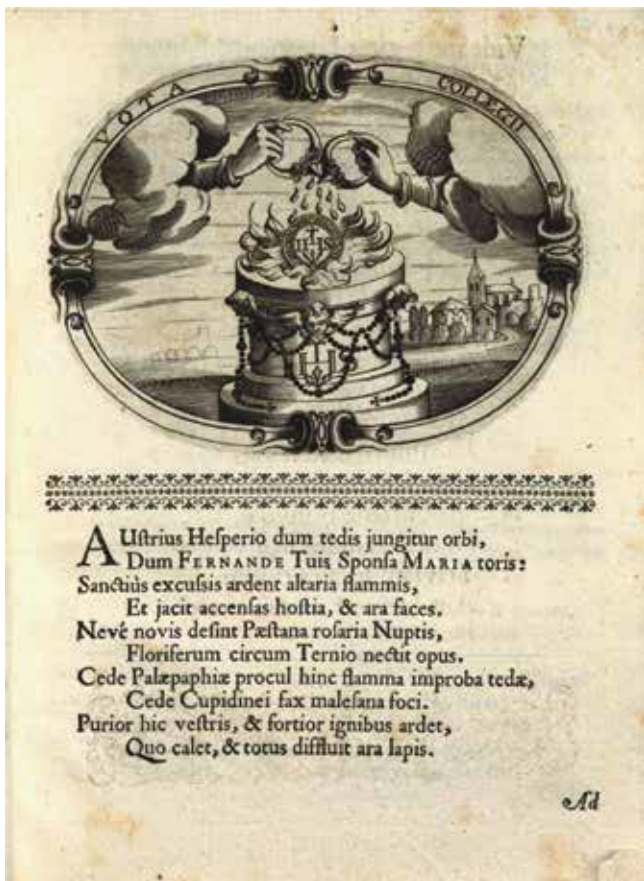 VOTA COLLEGII
IHS
IHS
AUſtrius Heſperio dum tedis jungitur orbi,
Dum FERNANDE Tuis Sponſa MARIA toris:
Sanctiùs excuſsis ardent altaria flammis,
Et jacit accenſas hoſtia, & ara faces.
Nevé novis deſint Pæſtana roſaria Nuptis,
Floriferum circum Ternio nectit opus.
Cede Palæpaphiæ procul hinc flamma improba tedæ,
Cede Cupidinei fax maleſana foci.
Purior hic veſtris, & fortior ignibus ardet,
Quo calet, & totus diffluit ara lapis.
Ad